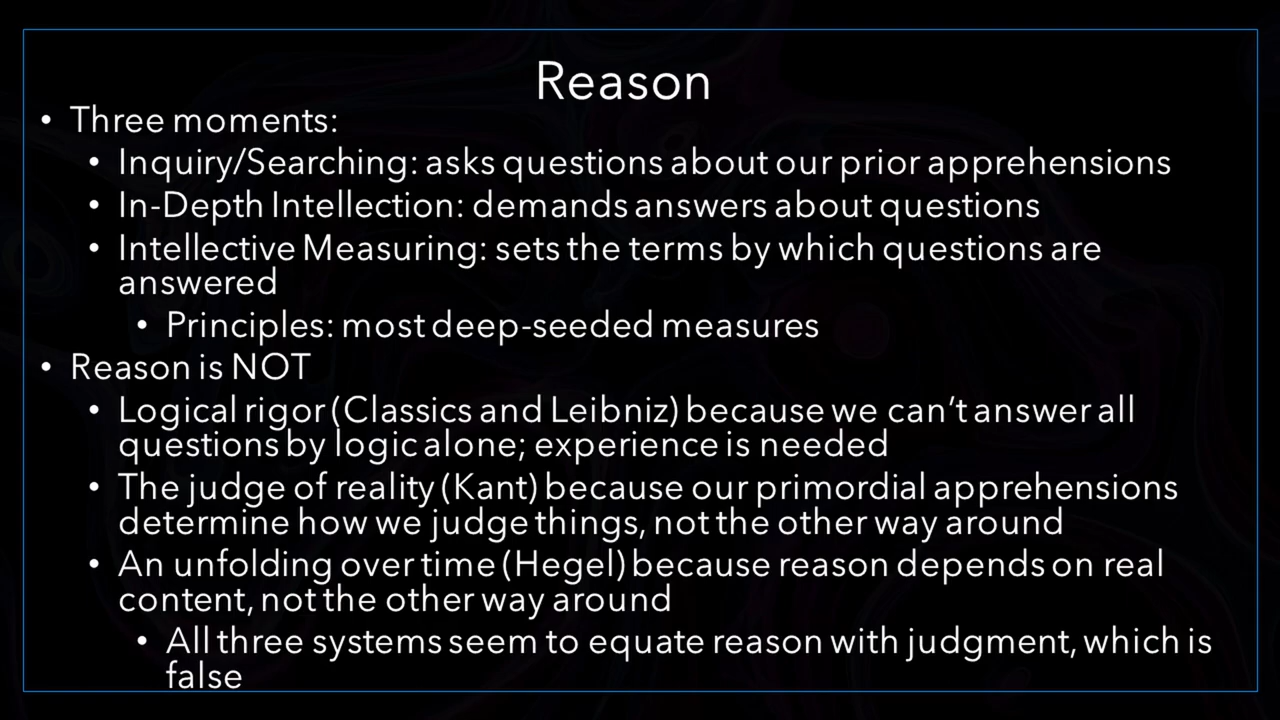 Reason
• Three moments:
• Inquiry/Searching: asks questions about our prior apprehensions
• In-Depth Intellection: demands answers about questions
• Intellective Measuring: sets the terms by which questions are
answered
• Principles: most deep-seeded measures
• Reason is NOT
• Logical rigor (Classics and Leibniz) because we can’t answer all
questions by logic alone; experience is needed
• The judge of reality (Kant) because our primordial apprehensions
determine how we judge things, not the other way around
• An unfolding over time (Hegel) because reason depends on real
content, not the other way around
• All three systems seem to equate reason with judgment, which is
false